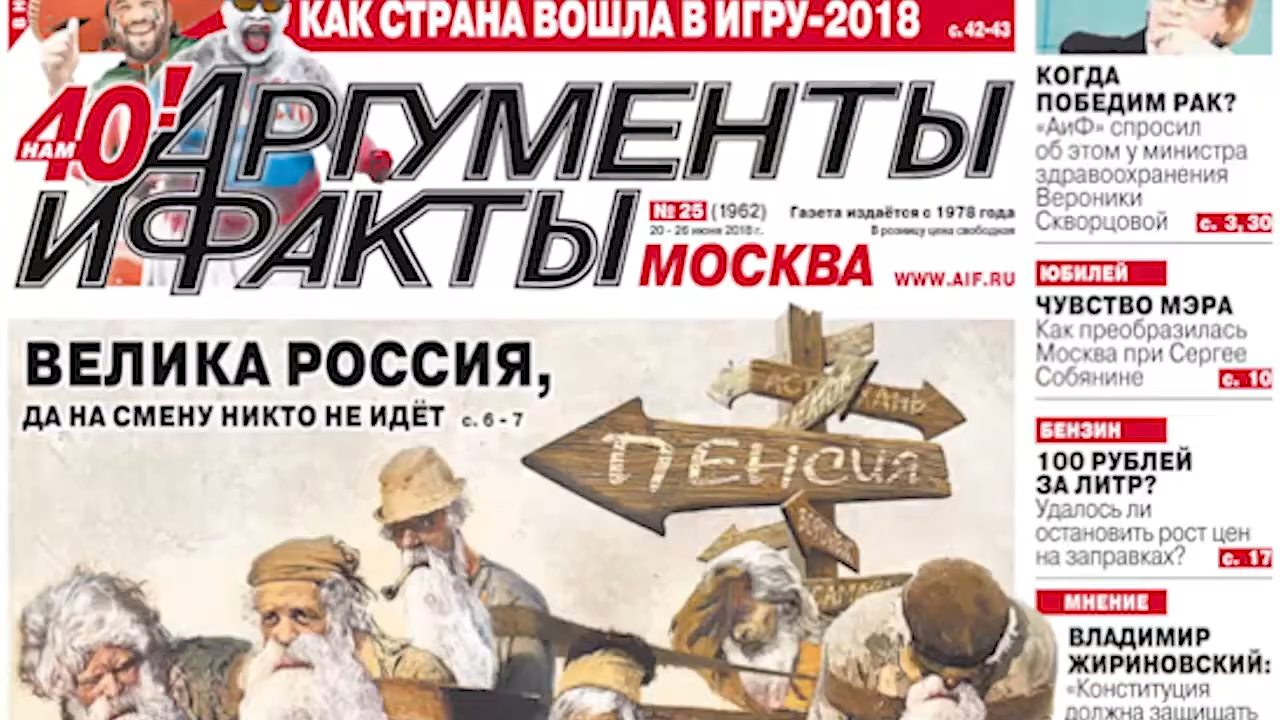 КАК СТРАНА ВОШЛА В ИГРУ-2018 с. 42-43
НАМ 40!
АРГУМЕНТЫ
И ФАКТЫ
№ 25 (1962)
20 - 26 июня 2018 г.
Газета издаётся с 1978 года
В розницу цена свободная
МОСКВА
WWW.AIF.RU
ВЕЛИКА РОССИЯ,
ДА НА СМЕНУ НИКТО НЕ ИДЁТ с. 6 - 7
ПЕНСИЯ
КОГДА
ПОБЕДИМ РАК?
«АиФ» спросил
об этом у министра
здравоохранения
Вероники
Скворцовой с. 3, 30
ЮБИЛЕЙ
ЧУВСТВО МЭРА
Как преобразилась
Москва при Сергее
Собянине с. 10
БЕНЗИН
100 РУБЛЕЙ
ЗА ЛИТР?
Удалось ли
остановить рост цен
на заправках? с. 17
МНЕНИЕ
ВЛАДИМИР
ЖИРИНОВСКИЙ:
«Конституция
должна защищать